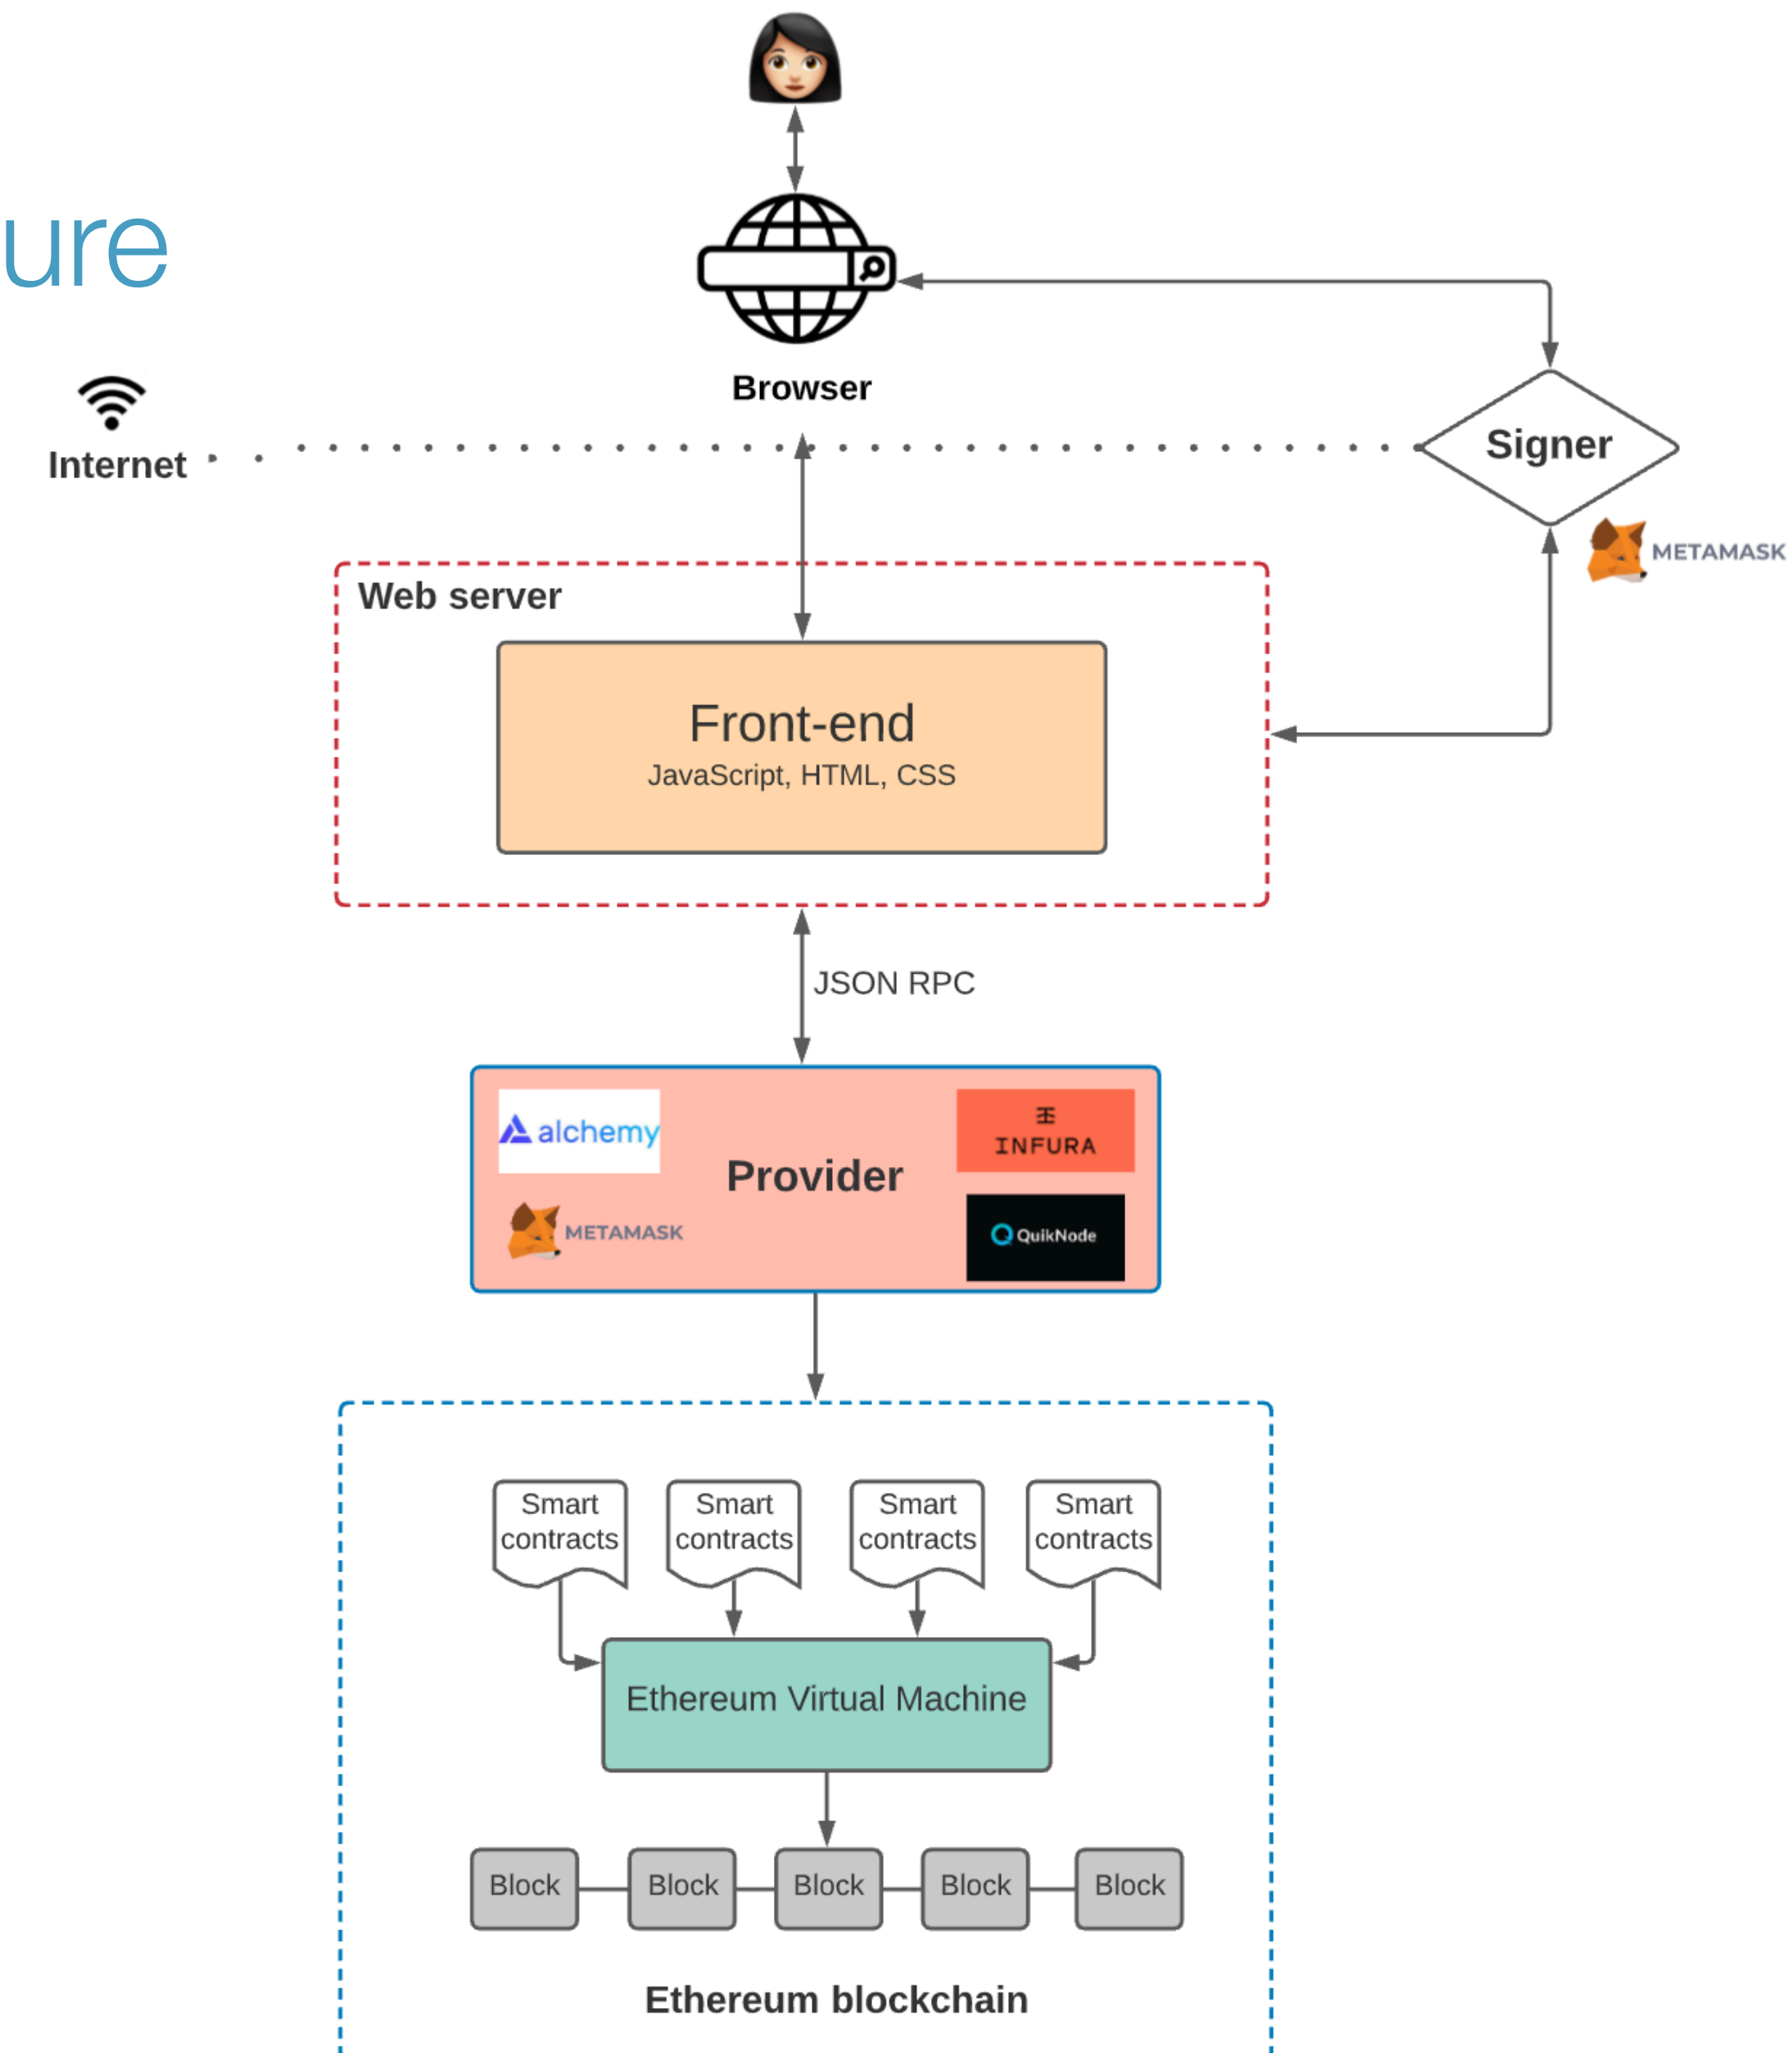 ure
Browser
Internet
Signer
METAMASK
Web server
Front-end
JavaScript, HTML, CSS
JSON RPC
alchemy
INFURA
Provider
METAMASK
QuikNode
Smart
contracts
Smart
contracts
Smart
contracts
Smart
contracts
Ethereum Virtual Machine
Block
Block
Block
Block
Block
Ethereum blockchain